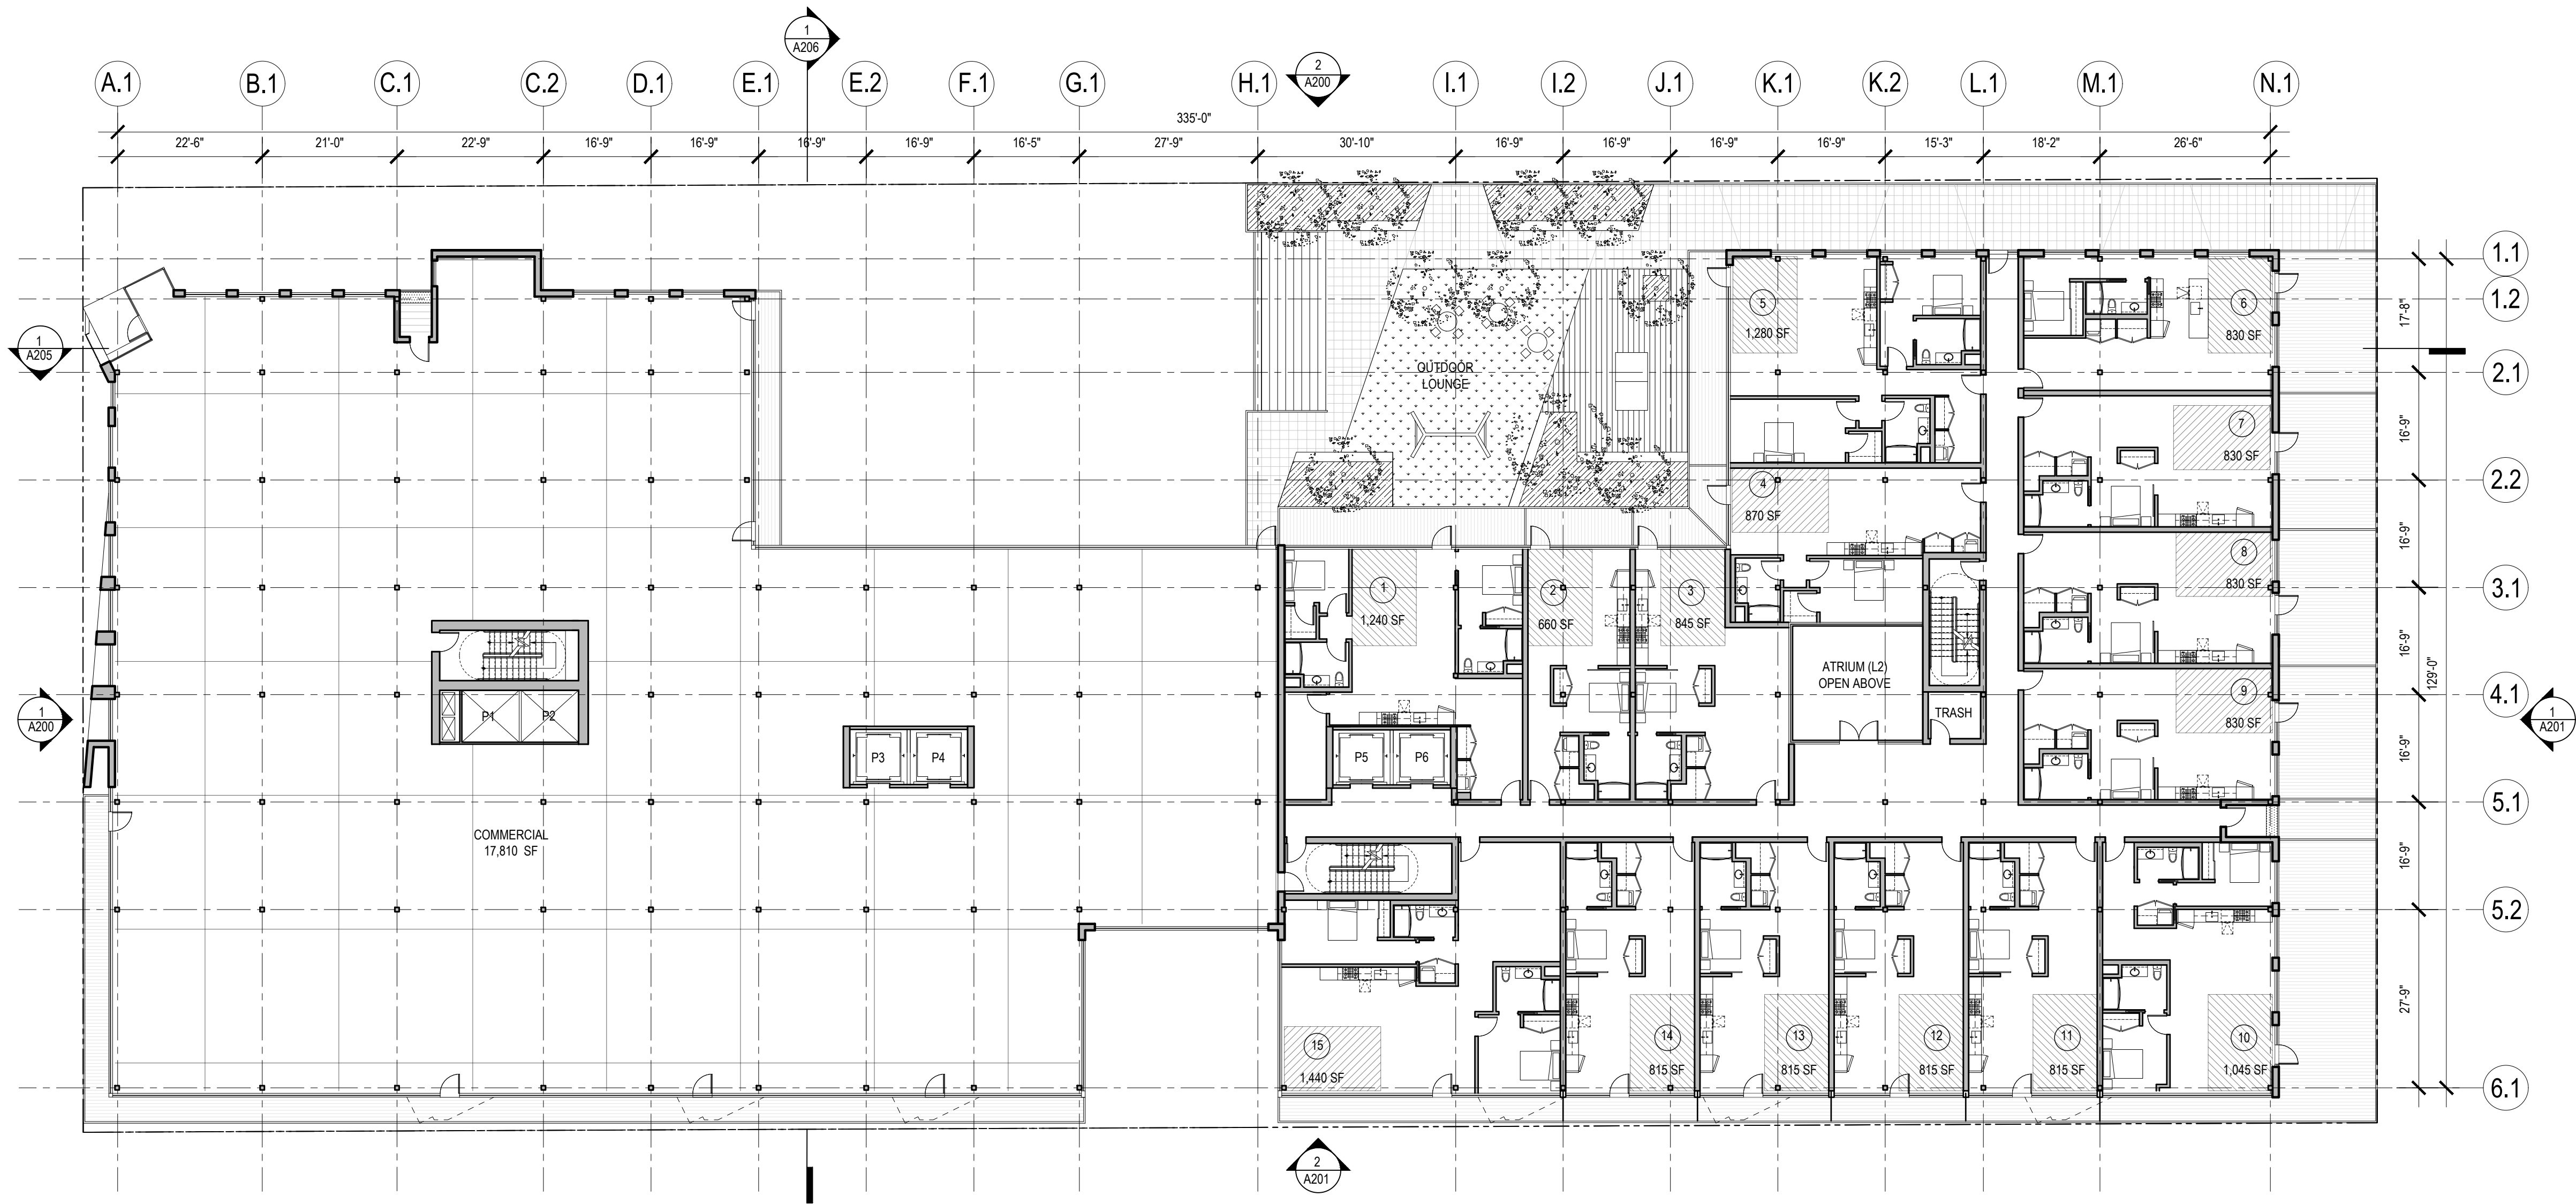 1
A206
2
A200
A.1
B.1
C.1
C.2
D.1
E.1
E.2
F.1
G.1
H.1
I.1
I.2
J.1
K.1
K.2
L.1
M.1
N.1
335'-0"
22'-6"
21'-0"
22'-9"
16'-9"
16'-9"
16'-9"
16'-9"
16'-5"
27'-9"
30'-10"
16'-9"
16'-9"
16'-9"
16'-9"
15'-3"
18'-2"
26'-6"
1.1
1.2
2.1
2.2
3.1
4.1
5.1
5.2
6.1
17'-8"
16'-9"
16'-9"
16'-9"
16'-9"
16'-9"
27'-9"
129'-0"
1
A205
1
A200
1
A201
2
A201
OUTDOOR
LOUNGE
5
1,280 SF
6
830 SF
7
830 SF
4
870 SF
8
830 SF
1
1,240 SF
2
660 SF
3
845 SF
ATRIUM (L2)
OPEN ABOVE
TRASH
9
830 SF
P1
P2
P3
P4
P5
P6
COMMERCIAL
17,810 SF
15
1,440 SF
14
815 SF
13
815 SF
12
815 SF
11
815 SF
10
1,045 SF